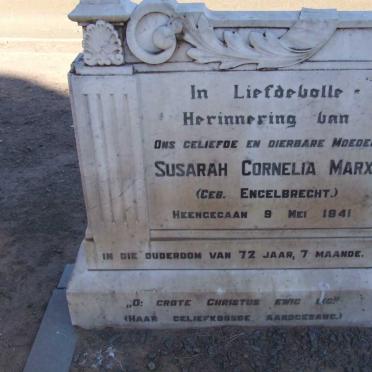 In Liefdevolle
Herinnering van
Ons geliefde en dierbare Moeder
Susarah Cornelia Marx
(Geb. Engelbrecht.)
Heengegaan 9 Mei 1941
In die ouderdom van 72 jaar, 7 maande.
„O: grote Christus ewig lig"
(Haar geliefkoosde aandgesang.)